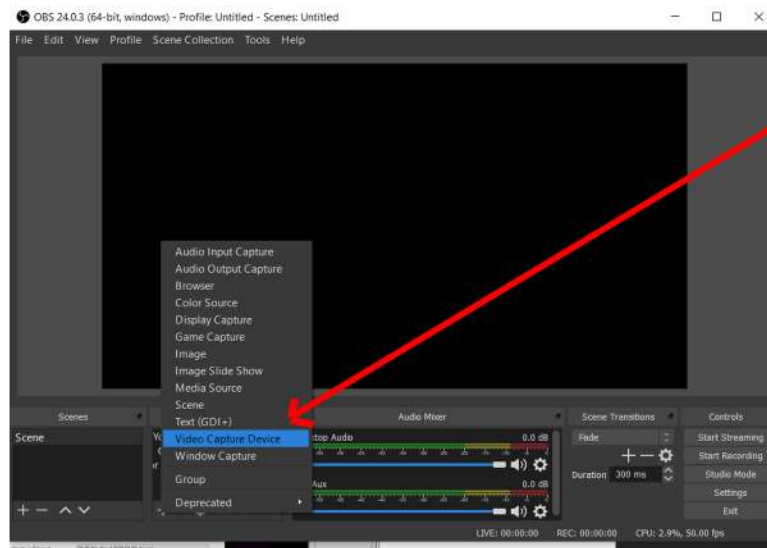 OBS 24.0.3 (64-bit, windows) - Profile: Untitled - Scenes: Untitled
File Edit View Profile Scene Collection Tools Help
Audio Input Capture
Audio Output Capture
Browser
Color Source
Display Capture
Game Capture
Image
Image Slide Show
Media Source
Scene
Text (GDI+)
Video Capture Device
Window Capture
Group
Deprecated
Scenes
Scene
Audio Mixer
top Audio 0.0 dB
Aux 0.0 dB
Scene Transitions
Fade
Duration 300 ms
Controls
Start Streaming
Start Recording
Studio Mode
Settings
Exit
LIVE: 00:00:00 REC: 00:00:00 CPU: 2.9%, 50.00 fps